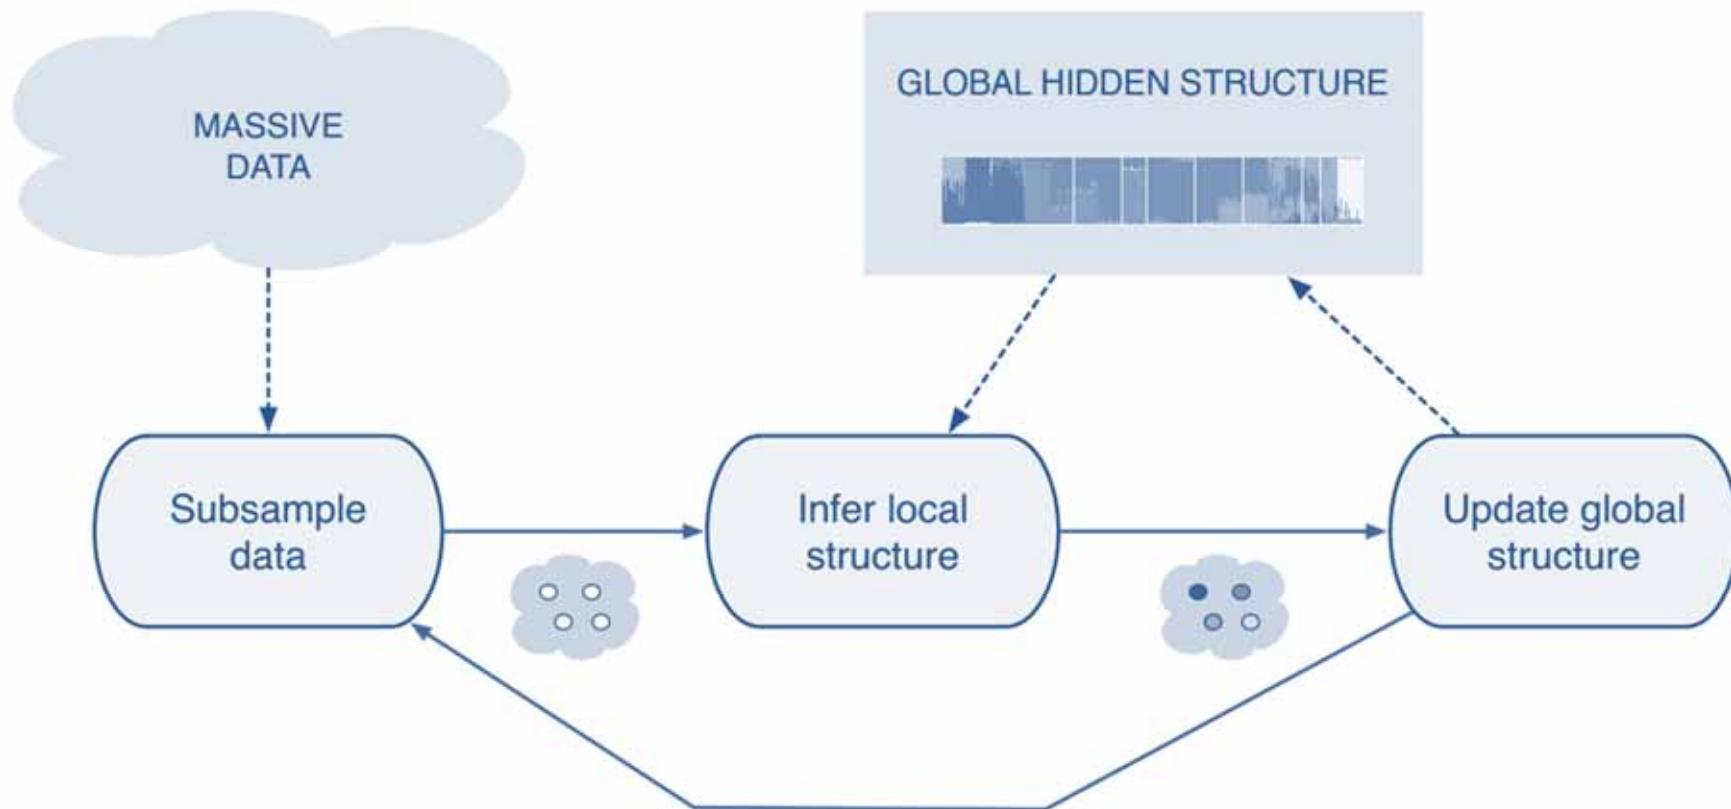 MASSIVE
DATA
GLOBAL HIDDEN STRUCTURE
Subsample
data
Infer local
structure
Update global
structure